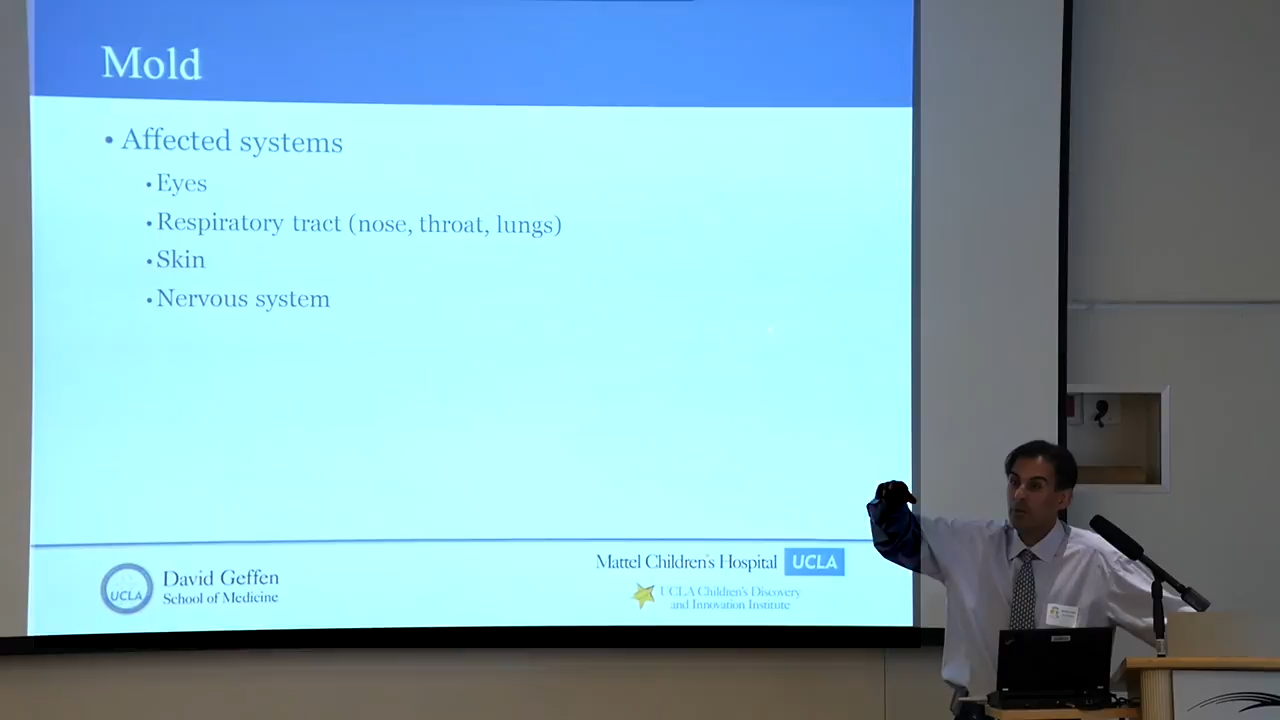 Mold
• Affected systems
• Eyes
• Respiratory tract (nose, throat, lungs)
• Skin
• Nervous system
UCLA
David Geffen
School of Medicine
Mattel Children's Hospital UCLA
UCLA Children's Discovery
and Innovation Institute